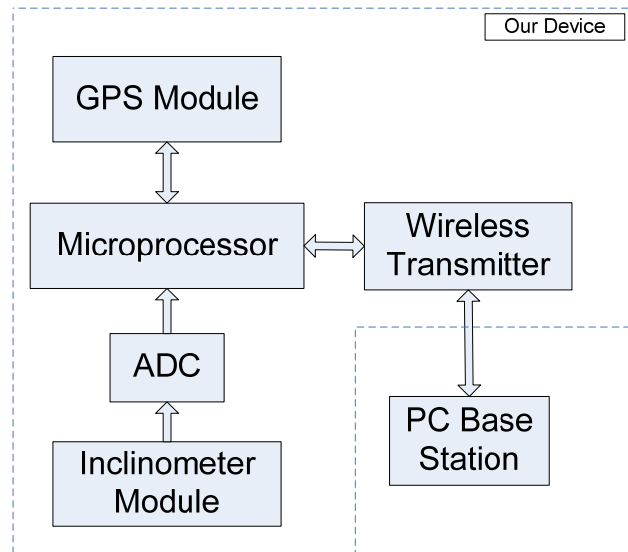 Our Device
GPS Module
Microprocessor
Wireless
Transmitter
ADC
PC Base
Station
Inclinometer
Module